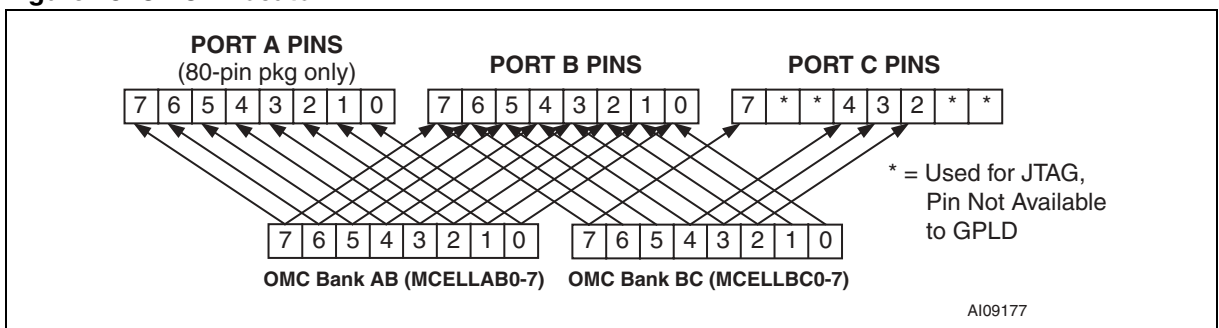 PORT A PINS
(80-pin pkg only)
PORT B PINS
PORT C PINS
7 6 5 4 3 2 1 0
7 6 5 4 3 2 1 0
7 * * 4 3 2 * *
* = Used for JTAG,
Pin Not Available
to GPLD
7 6 5 4 3 2 1 0
7 6 5 4 3 2 1 0
OMC Bank AB (MCELLAB0-7)
OMC Bank BC (MCELLBC0-7)
AI09177